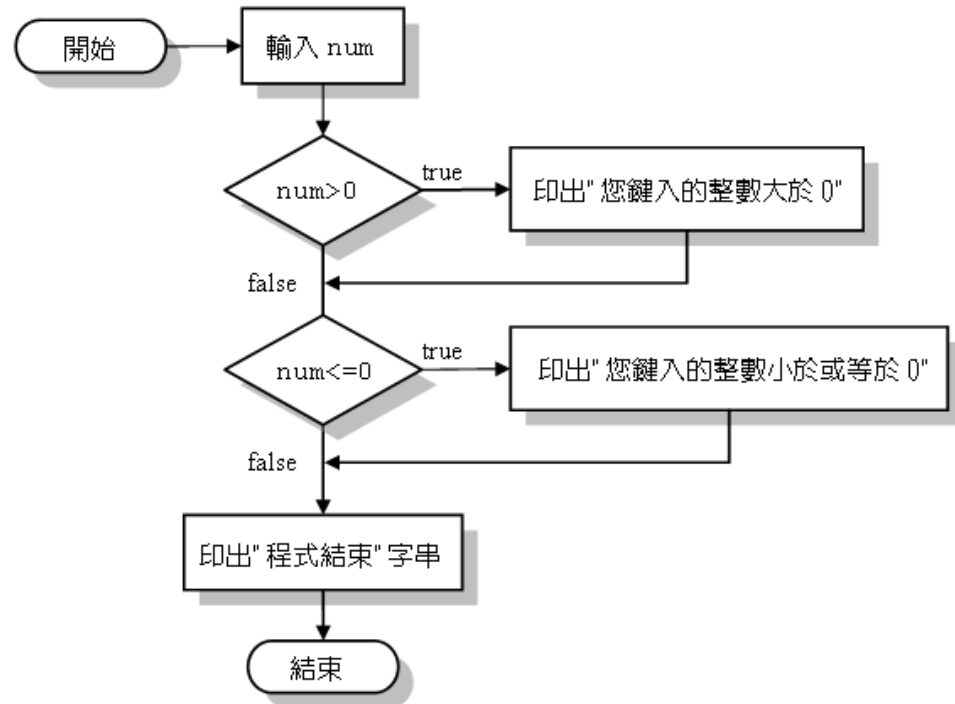 開始
輸入 num
num>0
true
印出"您鍵入的整數大於 0"
false
num<=0
true
印出"您鍵入的整數小於或等於 0"
false
印出"程式結束"字串
結束